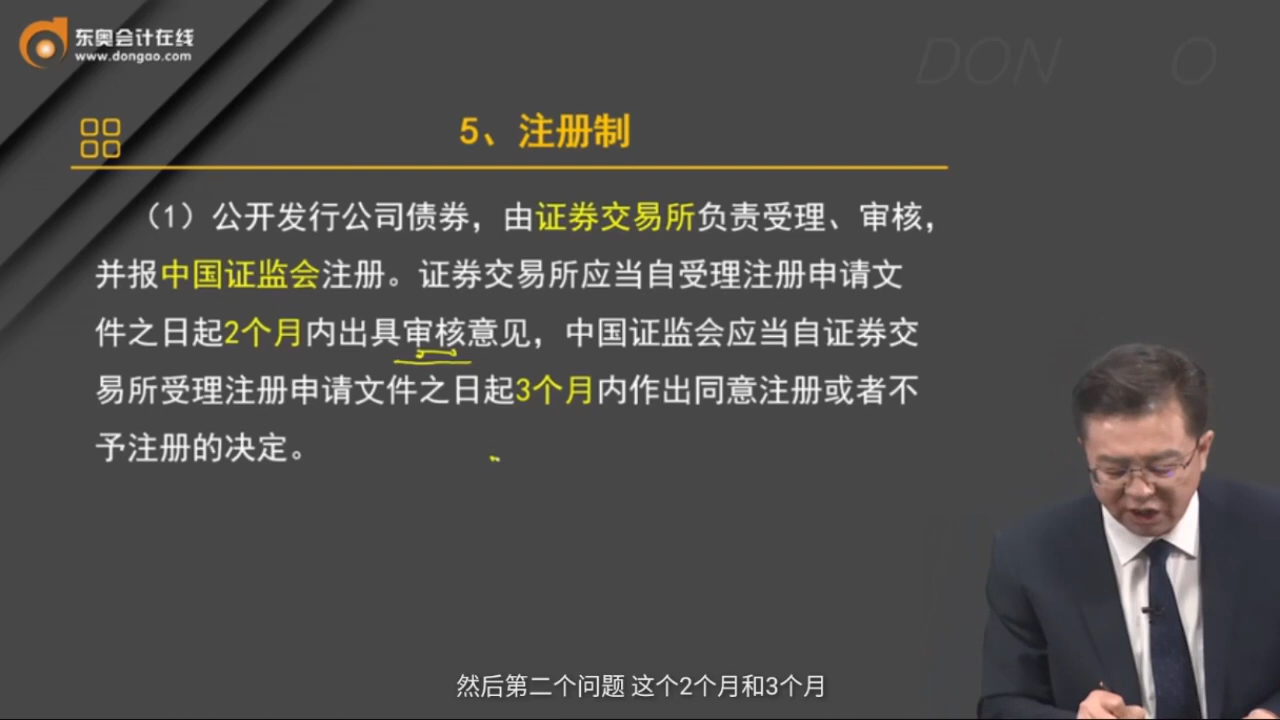 东奥会计在线
www.dongao.com
DON O
5、注册制
（1）公开发行公司债券，由证券交易所负责受理、审核，
并报中国证监会注册。证券交易所应当自受理注册申请文
件之日起2个月内出具审核意见，中国证监会应当自证券交
易所受理注册申请文件之日起3个月内作出同意注册或者不
予注册的决定。
然后第二个问题 这个2个月和3个月